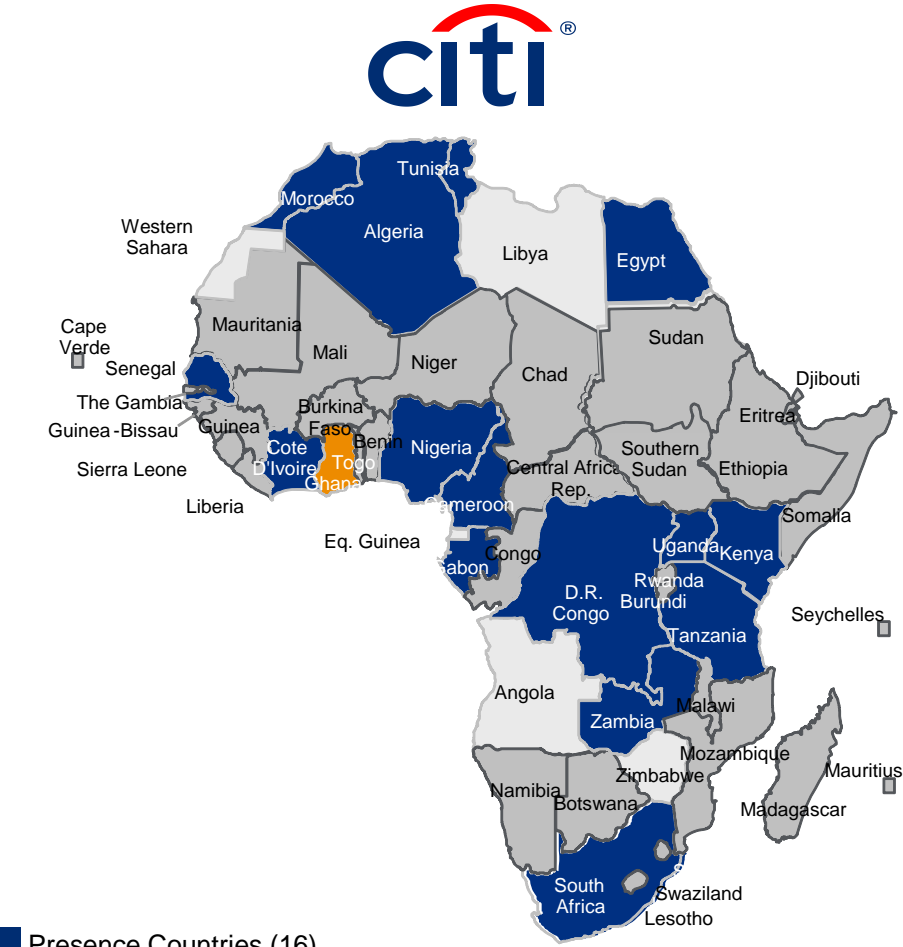 citi®
Tunisia
Morocco
Algeria
Western
Sahara
Libya
Egypt
Mauritania
Cape
Verde
Mali
Niger
Chad
Sudan
Senegal
Djibouti
The Gambia
Guinea-Bissau
Guinea
Burkina
Faso
Benin
Eritrea
Nigeria
Cote
D'Ivoire
Togo
Ghana
Southern
Sudan
Ethiopia
Sierra Leone
Central Africa
Rep.
Liberia
Cameroon
Somalia
Eq. Guinea
Congo
Uganda
Kenya
Gabon
Rwanda
Burundi
D.R.
Congo
Seychelles
Tanzania
Angola
Malawi
Zambia
Mozambique
Zimbabwe
Mauritius
Namibia
Botswana
Madagascar
South
Africa
Swaziland
Lesotho
Presence Countries (16)